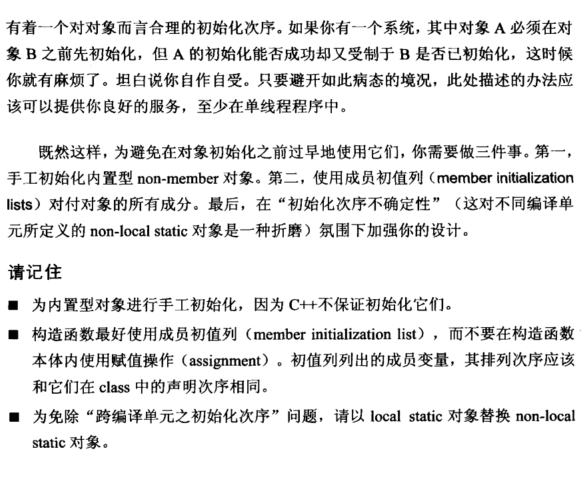 有着一个对对象而言合理的初始化次序。如果你有一个系统，其中对象 A 必须在对
象 B 之前先初始化，但 A 的初始化能否成功却又受制于 B 是否已初始化，这时候
你就有麻烦了。坦白说你自作自受。只要避开如此病态的境况，此处描述的办法应
该可以提供你良好的服务，至少在单线程程序中。
既然这样，为避免在对象初始化之前过早地使用它们，你需要做三件事。第一，
手工初始化内置型 non-member 对象。第二，使用成员初值列（member initialization
lists）对付对象的所有成分。最后，在“初始化次序不确定性”（这对不同编译单
元所定义的 non-local static 对象是一种折磨）氛围下加强你的设计。
请记住
■ 为内置型对象进行手工初始化，因为 C++不保证初始化它们。
■ 构造函数最好使用成员初值列（member initialization list），而不要在构造函数
本体内使用赋值操作（assignment）。初值列列出的成员变量，其排列次序应该
和它们在 class 中的声明次序相同。
■ 为免除“跨编译单元之初始化次序”问题，请以 local static 对象替换 non-local
static 对象。